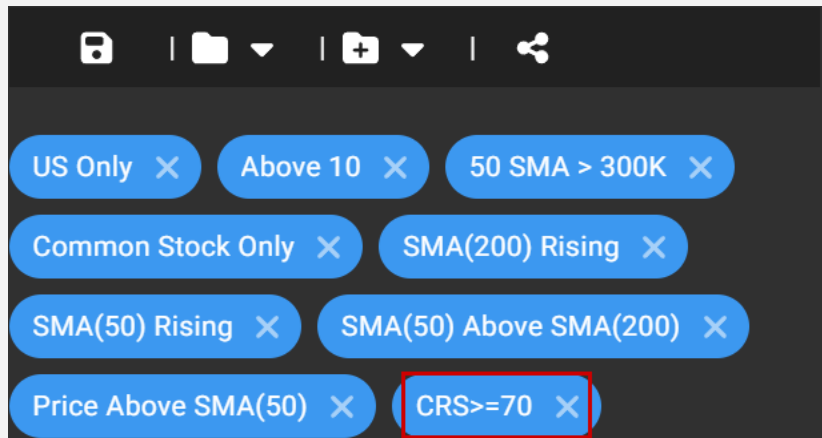 US Only Above 10 50 SMA > 300K
Common Stock Only SMA(200) Rising
SMA(50) Rising SMA(50) Above SMA(200)
Price Above SMA(50) CRS>=70